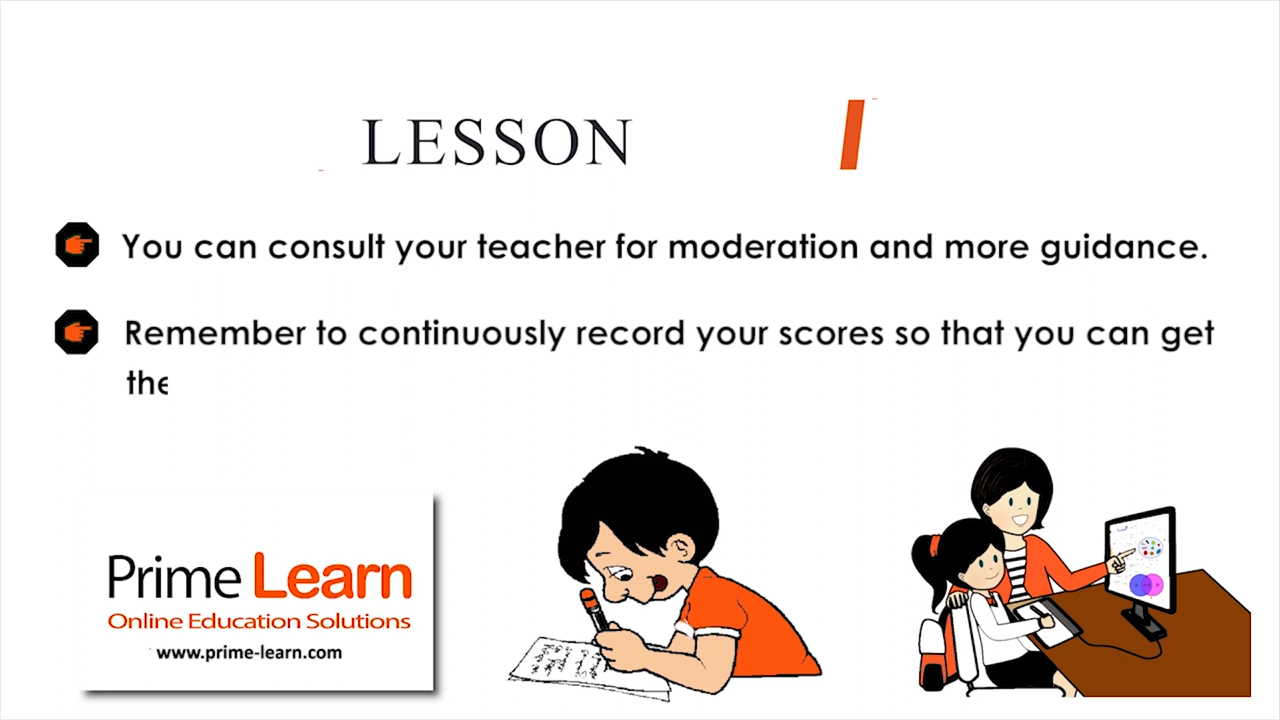 LESSON
You can consult your teacher for moderation and more guidance.
Remember to continuously record your scores so that you can get
the
Prime Learn
Online Education Solutions
www.prime-learn.com